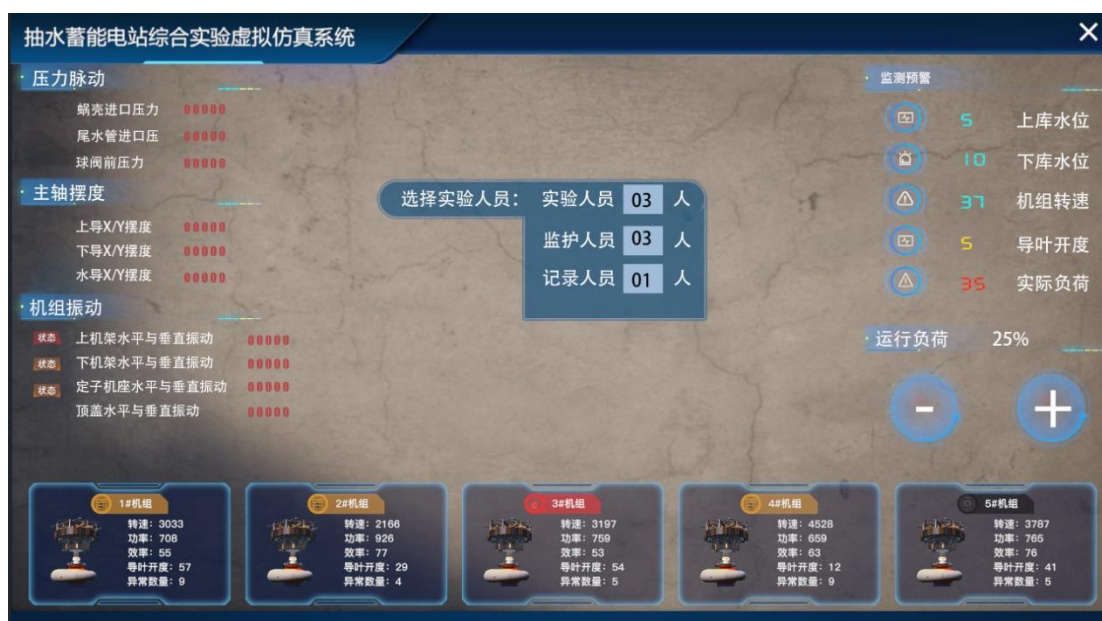 抽水蓄能电站综合实验虚拟仿真系统
压力脉动
蜗壳进口压力 00000
尾水管进口压 00000
球阀前压力 00000
主轴摆度
上导X/Y摆度 00000
下导X/Y摆度 00000
水导X/Y摆度 00000
机组振动
状态 上机架水平与垂直振动 00000
状态 下机架水平与垂直振动 00000
状态 定子机座水平与垂直振动 00000
顶盖水平与垂直振动 00000
选择实验人员： 实验人员 03 人
监护人员 03 人
记录人员 01 人
监测预警
5 上库水位
10 下库水位
37 机组转速
5 导叶开度
35 实际负荷
运行负荷 25%
- +
1#机组
转速：3033
功率：708
效率：55
导叶开度：57
异常数量：9
2#机组
转速：2166
功率：926
效率：77
导叶开度：29
异常数量：4
3#机组
转速：3197
功率：759
效率：53
导叶开度：54
异常数量：5
4#机组
转速：4528
功率：659
效率：63
导叶开度：12
异常数量：9
5#机组
转速：3787
功率：765
效率：76
导叶开度：41
异常数量：5